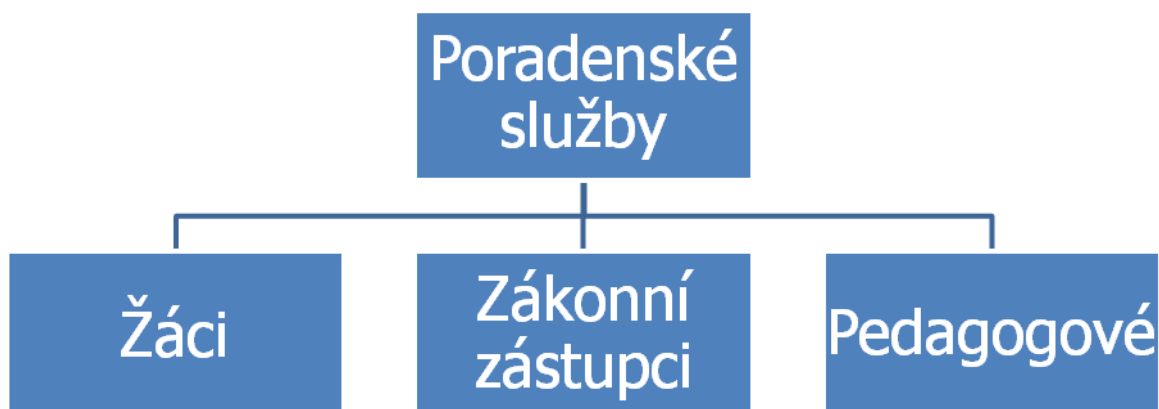 Poradenské
služby
Žáci
Zákonní
zástupci
Pedagogové